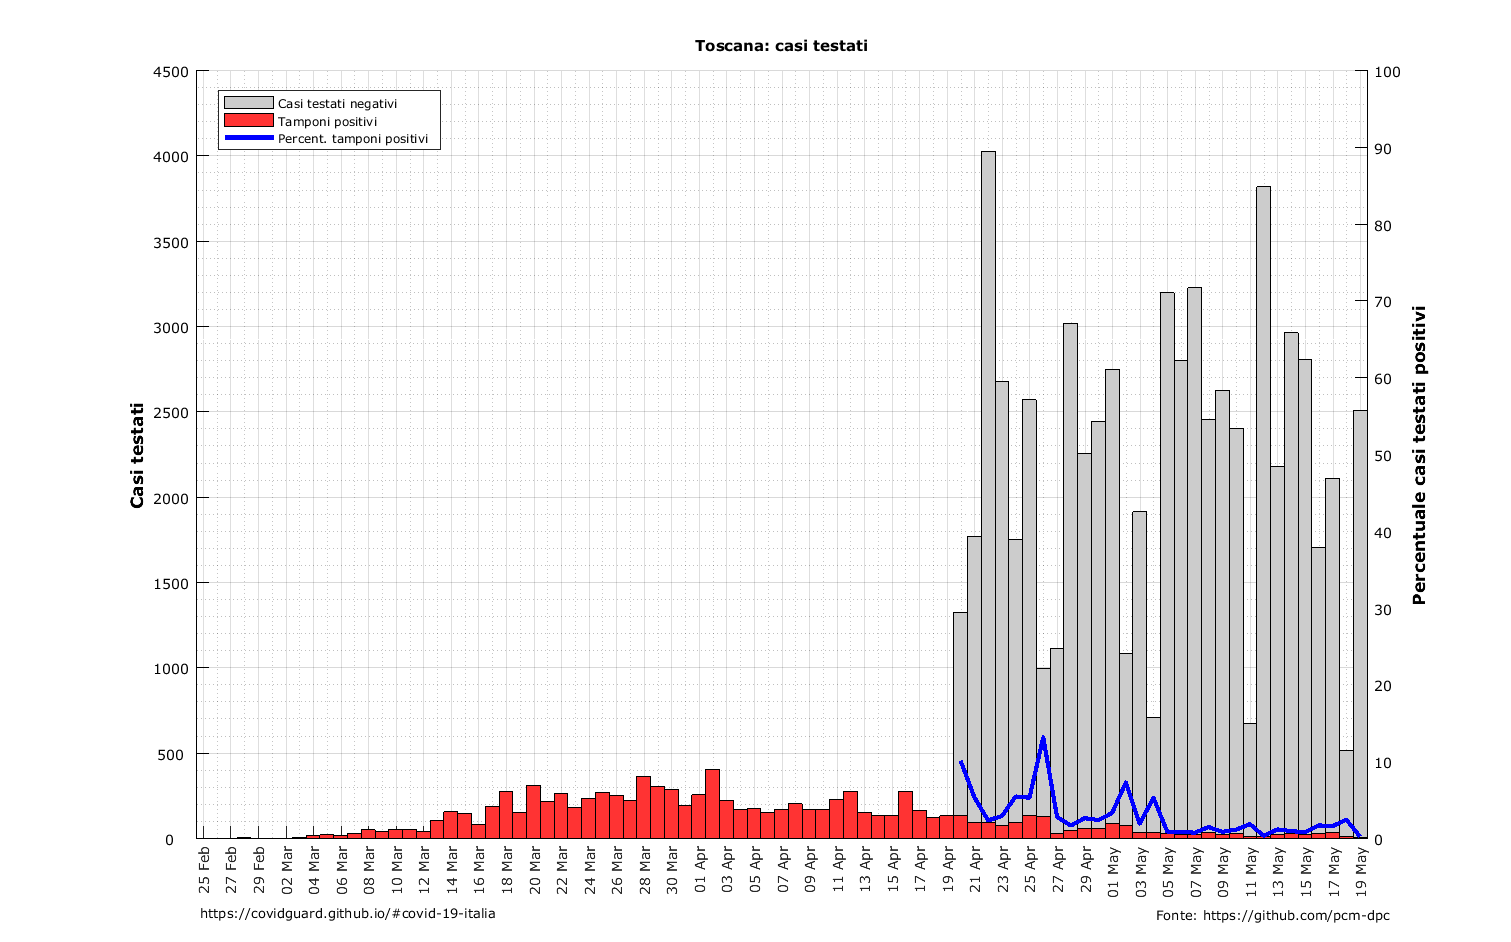 Toscana: casi testati
Casi testati negativi
Tamponi positivi
Percent. tamponi positivi
Casi testati
4500
4000
3500
3000
2500
2000
1500
1000
500
0
100
90
80
70
60
50
40
30
20
10
0
Percentuale casi testati positivi
25 Feb
27 Feb
29 Feb
02 Mar
04 Mar
06 Mar
08 Mar
10 Mar
12 Mar
14 Mar
16 Mar
18 Mar
20 Mar
22 Mar
24 Mar
26 Mar
28 Mar
30 Mar
01 Apr
03 Apr
05 Apr
07 Apr
09 Apr
11 Apr
13 Apr
15 Apr
17 Apr
19 Apr
21 Apr
23 Apr
25 Apr
27 Apr
29 Apr
01 May
03 May
05 May
07 May
09 May
11 May
13 May
15 May
17 May
19 May
https://covidguard.github.io/#covid-19-italia
Fonte: https://github.com/pcm-dpc